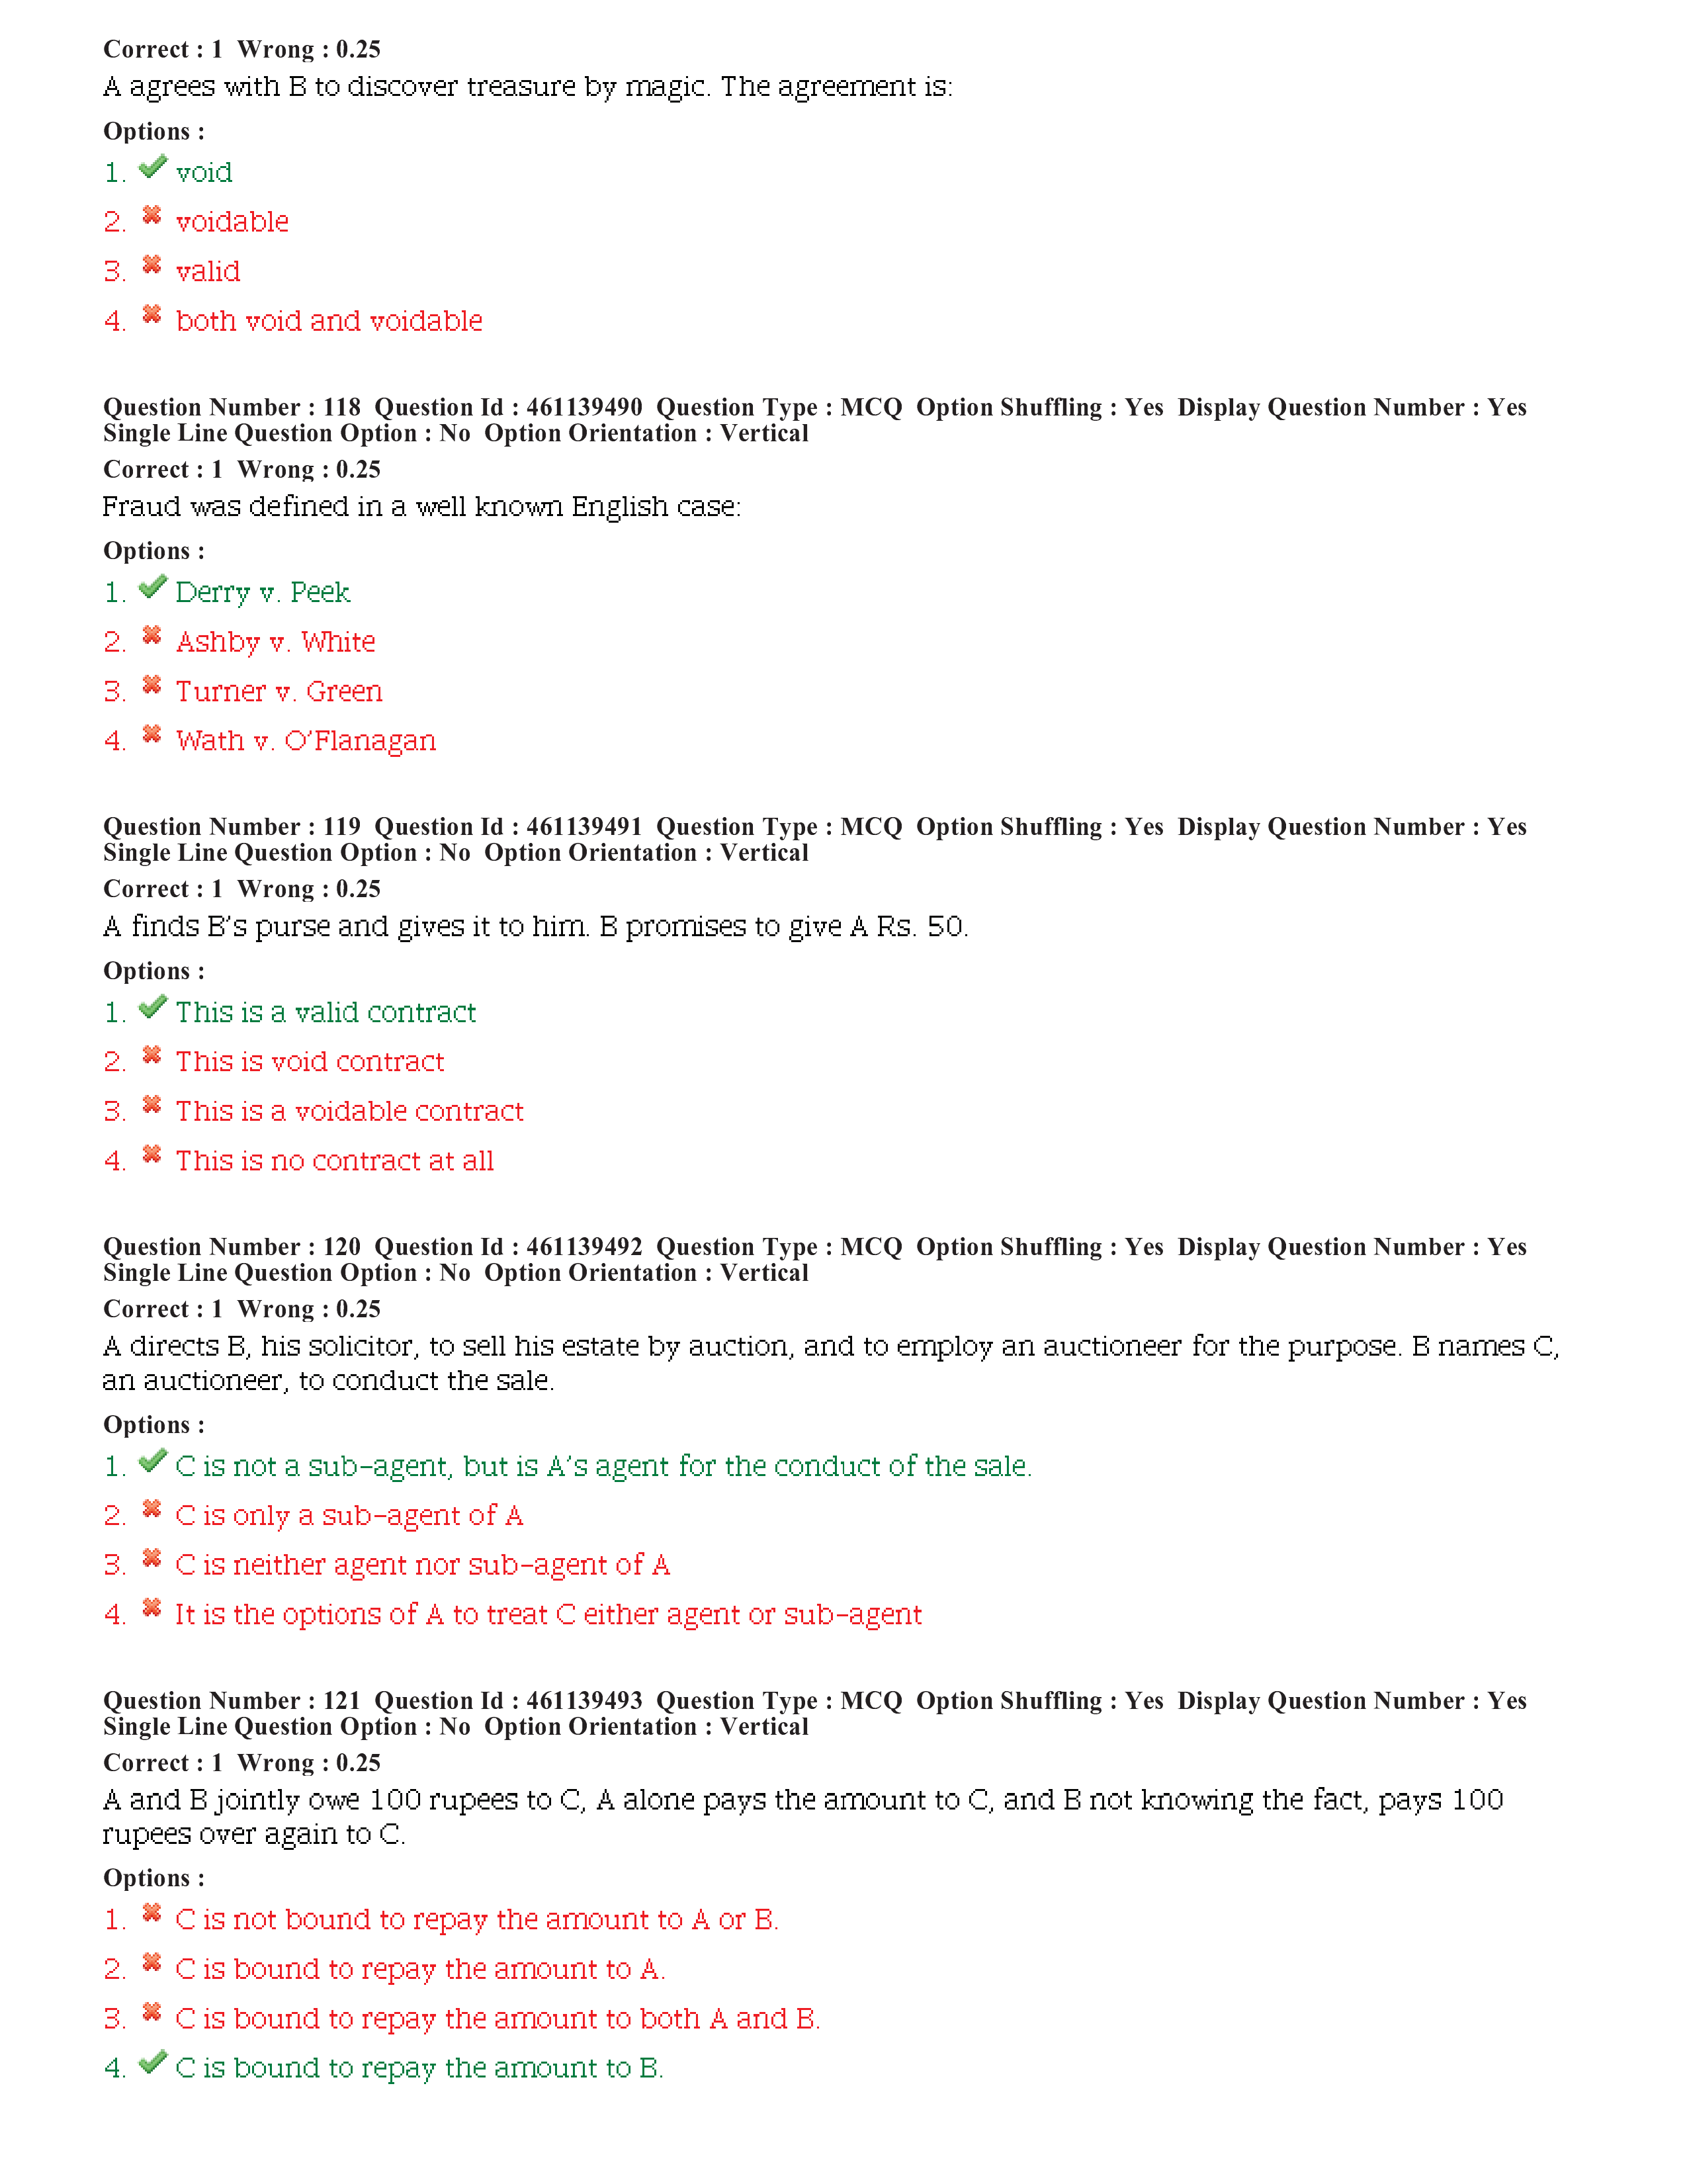 Correct : 1 Wrong : 0.25
A agrees with B to discover treasure by magic. The agreement is:
Options :
1. void
2. voidable
3. valid
4. both void and voidable
Question Number : 118 Question Id : 461139490 Question Type : MCQ Option Shuffling : Yes Display Question Number : Yes
Single Line Question Option : No Option Orientation : Vertical
Correct : 1 Wrong : 0.25
Fraud was defined in a well known English case:
Options :
1. Derry v. Peek
2. Ashby v. White
3. Turner v. Green
4. Wath v. O'Flanagan
Question Number : 119 Question Id : 461139491 Question Type : MCQ Option Shuffling : Yes Display Question Number : Yes
Single Line Question Option : No Option Orientation : Vertical
Correct : 1 Wrong : 0.25
A finds B's purse and gives it to him. B promises to give A Rs. 50.
Options :
1. This is a valid contract
2. This is void contract
3. This is a voidable contract
4. This is no contract at all
Question Number : 120 Question Id : 461139492 Question Type : MCQ Option Shuffling : Yes Display Question Number : Yes
Single Line Question Option : No Option Orientation : Vertical
Correct : 1 Wrong : 0.25
A directs B, his solicitor, to sell his estate by auction, and to employ an auctioneer for the purpose. B names C,
an auctioneer, to conduct the sale.
Options :
1. C is not a sub-agent, but is A's agent for the conduct of the sale.
2. C is only a sub-agent of A
3. C is neither agent nor sub-agent of A
4. It is the options of A to treat C either agent or sub-agent
Question Number : 121 Question Id : 461139493 Question Type : MCQ Option Shuffling : Yes Display Question Number : Yes
Single Line Question Option : No Option Orientation : Vertical
Correct : 1 Wrong : 0.25
A and B jointly owe 100 rupees to C, A alone pays the amount to C, and B not knowing the fact, pays 100
rupees over again to C.
Options :
1. C is not bound to repay the amount to A or B.
2. C is bound to repay the amount to A.
3. C is bound to repay the amount to both A and B.
4. C is bound to repay the amount to B.